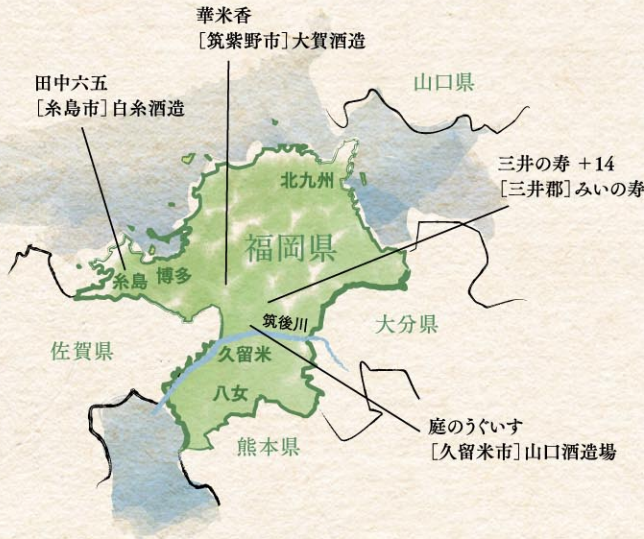 華米香
[筑紫野市]大賀酒造
田中六五
[糸島市]白糸酒造
山口県
三井の寿 +14
[三井郡]みいの寿
北九州
福岡県
博多
糸島
筑後川
大分県
佐賀県
久留米
八女
熊本県
庭のうぐいす
[久留米市]山口酒造場